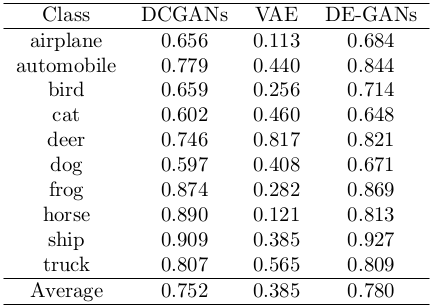 Class DCGANs VAE DE-GANs
airplane 0.656 0.113 0.684
automobile 0.779 0.440 0.844
bird 0.659 0.256 0.714
cat 0.602 0.460 0.648
deer 0.746 0.817 0.821
dog 0.597 0.408 0.671
frog 0.874 0.282 0.869
horse 0.890 0.121 0.813
ship 0.909 0.385 0.927
truck 0.807 0.565 0.809
Average 0.752 0.385 0.780